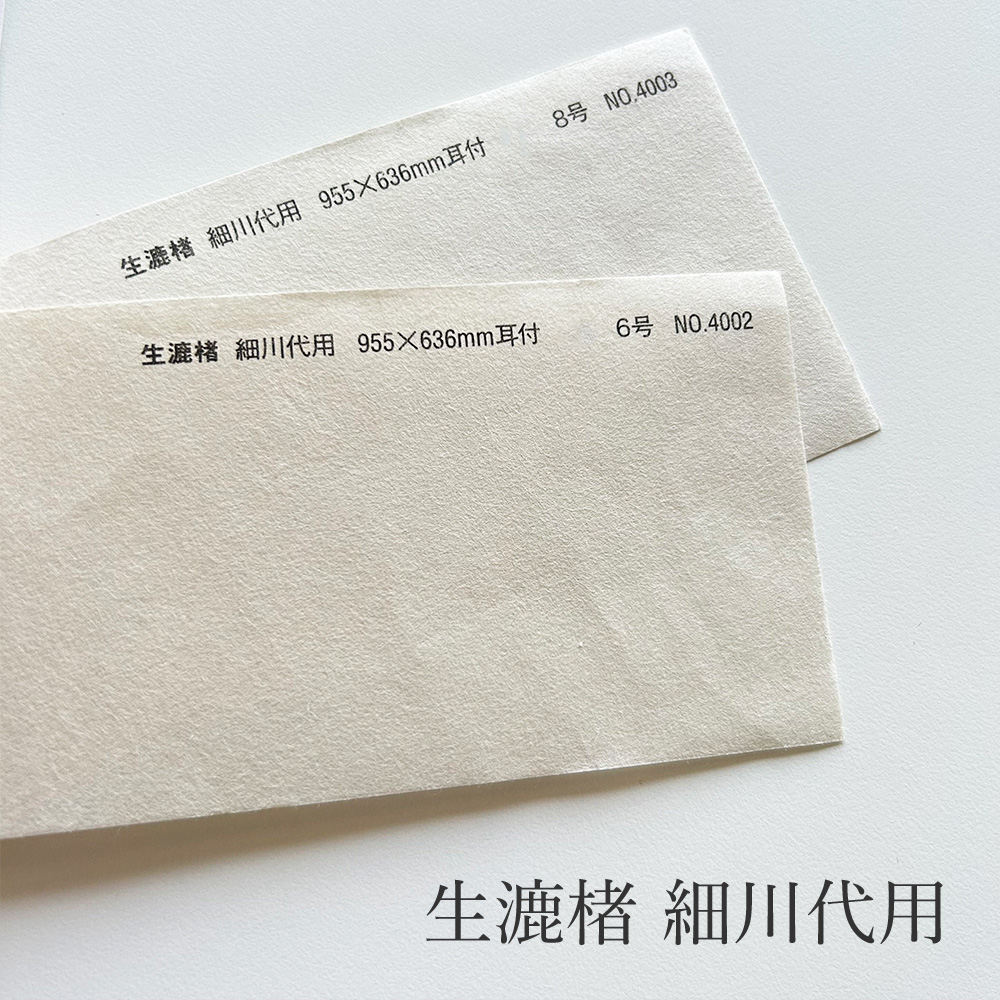 生漉楮 細川代用 955×636mm耳付 8号 NO.4003
生漉楮 細川代用 955×636mm耳付 6号 NO.4002
生漉楮 細川代用